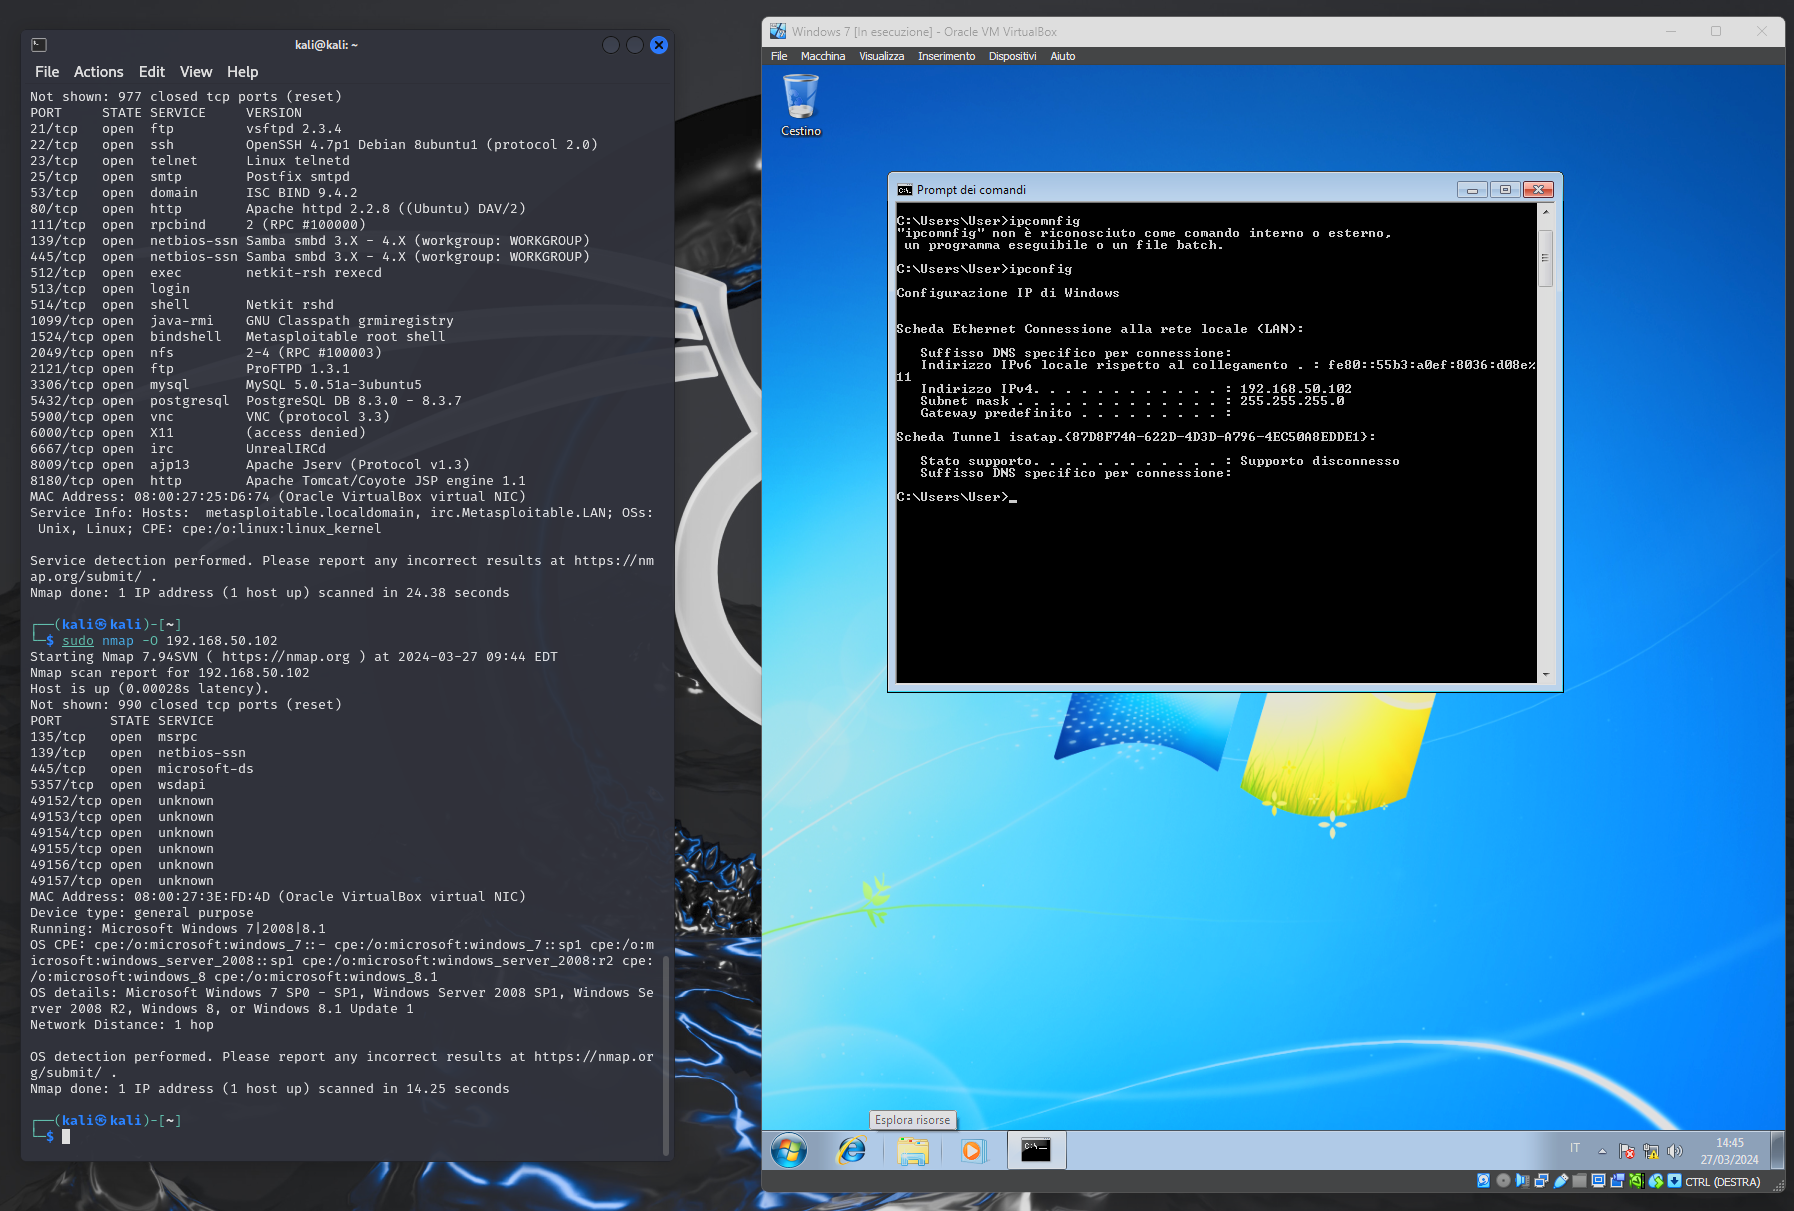 kali@kali: ~
File Actions Edit View Help
Not shown: 977 closed tcp ports (reset)
PORT     STATE SERVICE     VERSION
21/tcp   open  ftp         vsftpd 2.3.4
22/tcp   open  ssh         OpenSSH 4.7p1 Debian 8ubuntu1 (protocol 2.0)
23/tcp   open  telnet      Linux telnetd
25/tcp   open  smtp        Postfix smtpd
53/tcp   open  domain      ISC BIND 9.4.2
80/tcp   open  http        Apache httpd 2.2.8 ((Ubuntu) DAV/2)
111/tcp  open  rpcbind     2 (RPC #100000)
139/tcp  open  netbios-ssn Samba smbd 3.X - 4.X (workgroup: WORKGROUP)
445/tcp  open  netbios-ssn Samba smbd 3.X - 4.X (workgroup: WORKGROUP)
512/tcp  open  exec        netkit-rsh rexecd
513/tcp  open  login
514/tcp  open  shell       Netkit rshd
1099/tcp open  java-rmi    GNU Classpath grmiregistry
1524/tcp open  bindshell   Metasploitable root shell
2049/tcp open  nfs         2-4 (RPC #100003)
2121/tcp open  ftp         ProFTPD 1.3.1
3306/tcp open  mysql       MySQL 5.0.51a-3ubuntu5
5432/tcp open  postgresql  PostgreSQL DB 8.3.0 - 8.3.7
5900/tcp open  vnc         VNC (protocol 3.3)
6000/tcp open  X11         (access denied)
6667/tcp open  irc         UnrealIRCd
8009/tcp open  ajp13       Apache Jserv (Protocol v1.3)
8180/tcp open  http        Apache Tomcat/Coyote JSP engine 1.1
MAC Address: 08:00:27:25:D6:74 (Oracle VirtualBox virtual NIC)
Service Info: Hosts:  metasploitable.localdomain, irc.Metasploitable.LAN; OSs:
 Unix, Linux; CPE: cpe:/o:linux:linux_kernel
Service detection performed. Please report any incorrect results at https://nm
ap.org/submit/ .
Nmap done: 1 IP address (1 host up) scanned in 24.38 seconds
┌──(kali㉿kali)-[~]
└─$ sudo nmap -O 192.168.50.102
Starting Nmap 7.94SVN ( https://nmap.org ) at 2024-03-27 09:44 EDT
Nmap scan report for 192.168.50.102
Host is up (0.00028s latency).
Not shown: 990 closed tcp ports (reset)
PORT      STATE SERVICE
135/tcp   open  msrpc
139/tcp   open  netbios-ssn
445/tcp   open  microsoft-ds
5357/tcp  open  wsdapi
49152/tcp open  unknown
49153/tcp open  unknown
49154/tcp open  unknown
49155/tcp open  unknown
49156/tcp open  unknown
49157/tcp open  unknown
MAC Address: 08:00:27:3E:FD:4D (Oracle VirtualBox virtual NIC)
Device type: general purpose
Running: Microsoft Windows 7|2008|8.1
OS CPE: cpe:/o:microsoft:windows_7::- cpe:/o:microsoft:windows_7::sp1 cpe:/o:m
icrosoft:windows_server_2008::sp1 cpe:/o:microsoft:windows_server_2008:r2 cpe:
/o:microsoft:windows_8 cpe:/o:microsoft:windows_8.1
OS details: Microsoft Windows 7 SP0 - SP1, Windows Server 2008 SP1, Windows Se
rver 2008 R2, Windows 8, or Windows 8.1 Update 1
Network Distance: 1 hop
OS detection performed. Please report any incorrect results at https://nmap.or
g/submit/ .
Nmap done: 1 IP address (1 host up) scanned in 14.25 seconds
┌──(kali㉿kali)-[~]
└─$
Windows 7 [In esecuzione] - Oracle VM VirtualBox
File Macchina Visualizza Inserimento Dispositivi Aiuto
Cestino
Prompt dei comandi
C:\Users\User>ipcomnfig
"ipcomnfig" non è riconosciuto come comando interno o esterno,
 un programma eseguibile o un file batch.
C:\Users\User>ipconfig
Configurazione IP di Windows
Scheda Ethernet Connessione alla rete locale (LAN):
   Suffisso DNS specifico per connessione:
   Indirizzo IPv6 locale rispetto al collegamento . : fe80::55b3:a0ef:8036:d08e%
11
   Indirizzo IPv4. . . . . . . . . . . . : 192.168.50.102
   Subnet mask . . . . . . . . . . . . . : 255.255.255.0
   Gateway predefinito . . . . . . . . . :
Scheda Tunnel isatap.{87D8F74A-622D-4D3D-A796-4EC50A8EDDE1}:
   Stato supporto. . . . . . . . . . . . : Supporto disconnesso
   Suffisso DNS specifico per connessione:
C:\Users\User>_
Esplora risorse
IT
14:45
27/03/2024
CTRL (DESTRA)